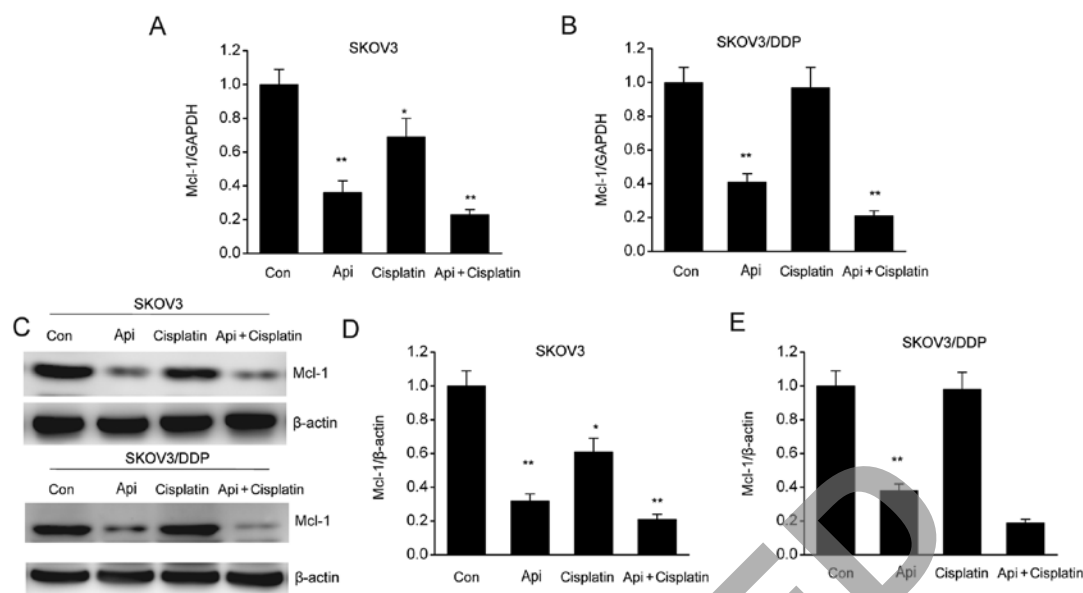 A
SKOV3
Mcl-1/GAPDH
1.2
1.0
0.8
0.6
0.4
0.2
0.0
**
*
**
Con Api Cisplatin Api + Cisplatin
B
SKOV3/DDP
Mcl-1/GAPDH
1.2
1.0
0.8
0.6
0.4
0.2
0.0
**
**
Con Api Cisplatin Api + Cisplatin
C
SKOV3
Con Api Cisplatin Api + Cisplatin
Mcl-1
β-actin
SKOV3/DDP
Con Api Cisplatin Api + Cisplatin
Mcl-1
β-actin
D
SKOV3
Mcl-1/β-actin
1.2
1.0
0.8
0.6
0.4
0.2
0.0
**
*
**
Con Api Cisplatin Api + Cisplatin
E
SKOV3/DDP
Mcl-1/β-actin
1.2
1.0
0.8
0.6
0.4
0.2
0.0
**
Con Api Cisplatin Api + Cisplatin